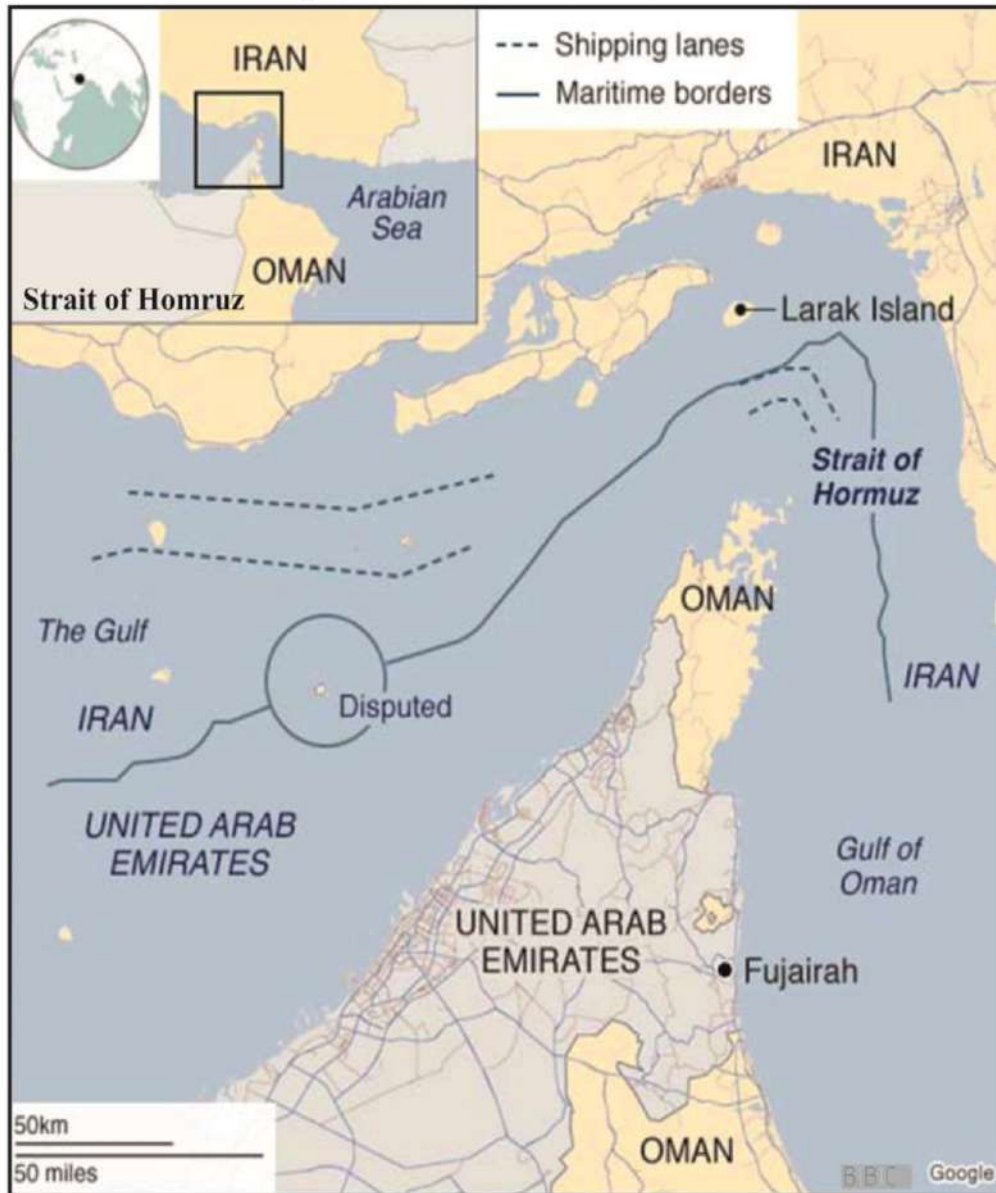 IRAN
Arabian
Sea
OMAN
Strait of Homruz
Shipping lanes
Maritime borders
IRAN
Larak Island
Strait of
Hormuz
OMAN
The Gulf
IRAN
Disputed
IRAN
UNITED ARAB
EMIRATES
Gulf of
Oman
UNITED ARAB
EMIRATES
Fujairah
50km
50 miles
OMAN
BBC Google